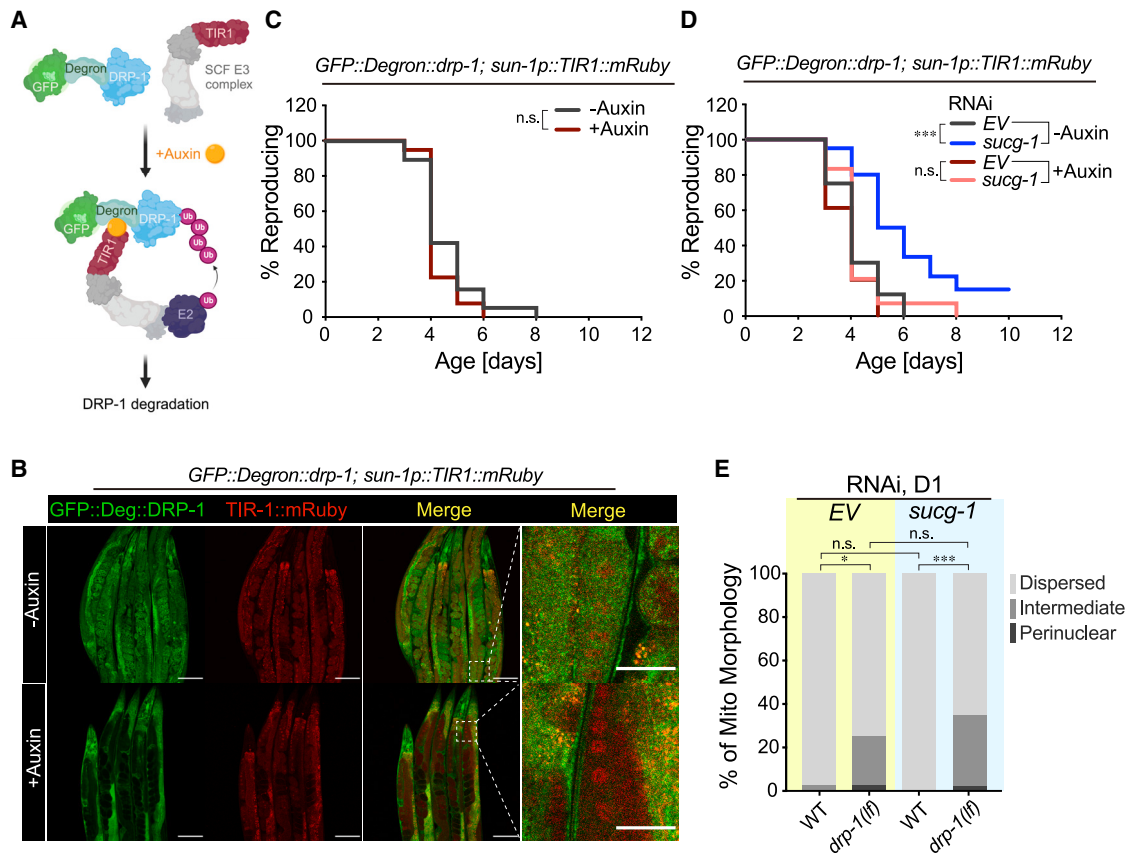 A
GFP
Degron
DRP-1
TIR1
SCF E3
complex
+Auxin
Degron
GFP
DRP-1
TIR1
Ub
Ub
Ub
Ub
Ub
E2
DRP-1 degradation
C
GFP::Degron::drp-1; sun-1p::TIR1::mRuby
n.s.
-Auxin
+Auxin
% Reproducing
120
100
80
60
40
20
0
0 2 4 6 8 10 12
Age [days]
D
GFP::Degron::drp-1; sun-1p::TIR1::mRuby
RNAi
*** EV -Auxin
sucg-1
n.s. EV +Auxin
sucg-1
% Reproducing
120
100
80
60
40
20
0
0 2 4 6 8 10 12
Age [days]
B
GFP::Degron::drp-1; sun-1p::TIR1::mRuby
GFP::Deg::DRP-1 TIR-1::mRuby Merge Merge
-Auxin
+Auxin
E
RNAi, D1
EV sucg-1
n.s.
n.s.
* ***
% of Mito Morphology
100
80
60
40
20
0
WT drp-1(lf) WT drp-1(lf)
Dispersed
Intermediate
Perinuclear